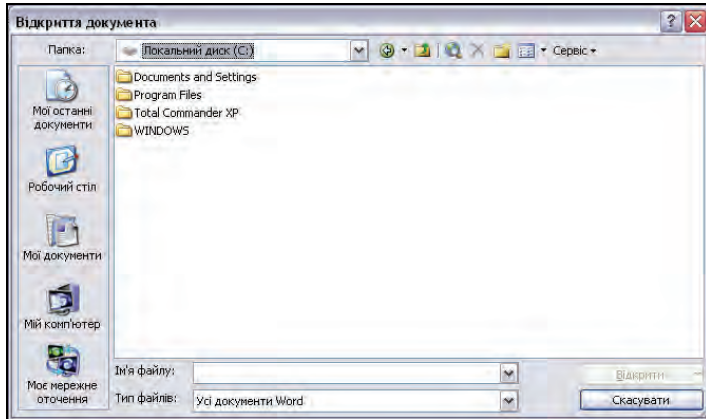 Відкриття документа
Папка:
Локальний диск (C:)
Сервіс
Documents and Settings
Program Files
Total Commander XP
WINDOWS
Мої останні
документи
Робочий стіл
Мої документи
Мій комп'ютер
Моє мережне
оточення
Ім'я файлу:
Відкрити
Тип файлів:
Усі документи Word
Скасувати